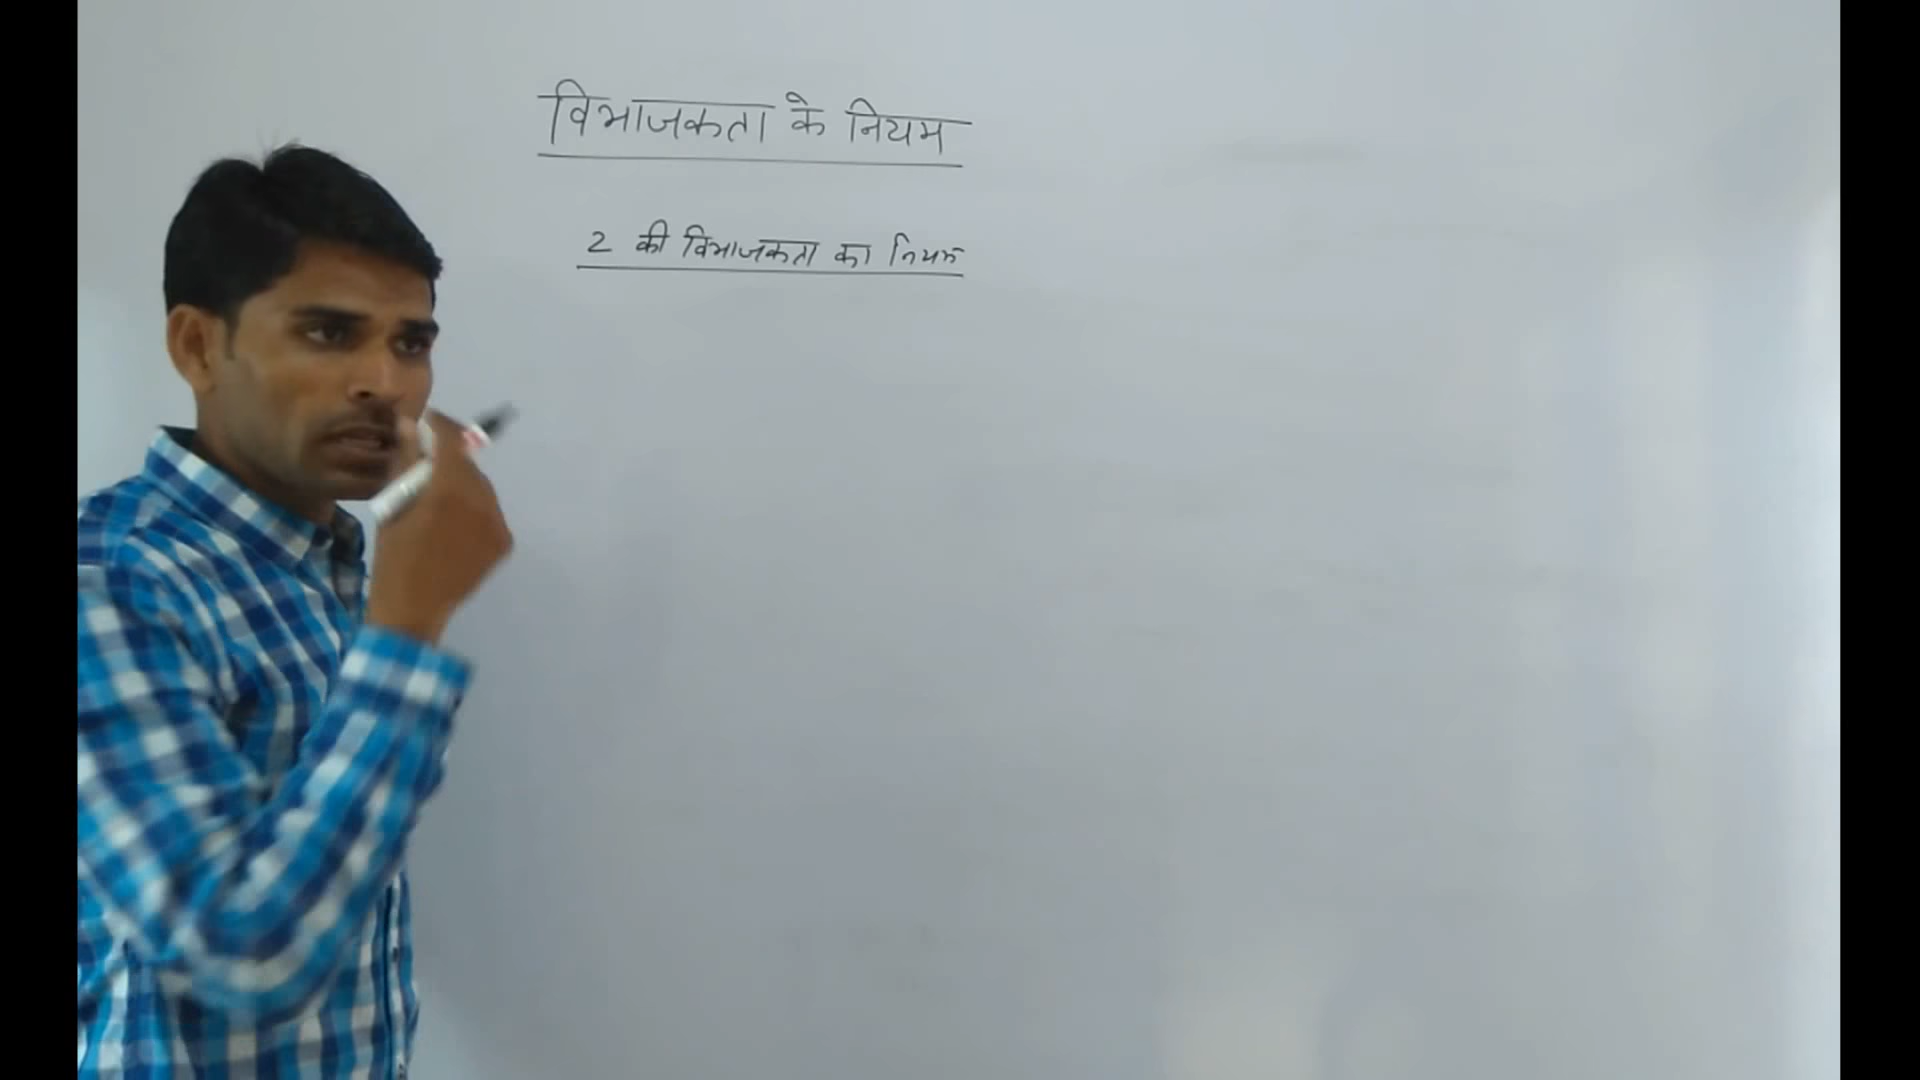 विभाजकता के नियम
2 की विभाजकता का नियम